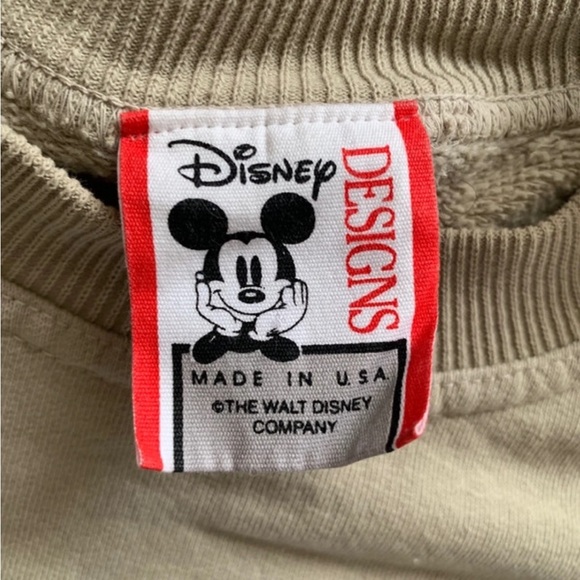 Disney
DESIGNS
MADE IN U.S.A.
©THE WALT DISNEY
COMPANY